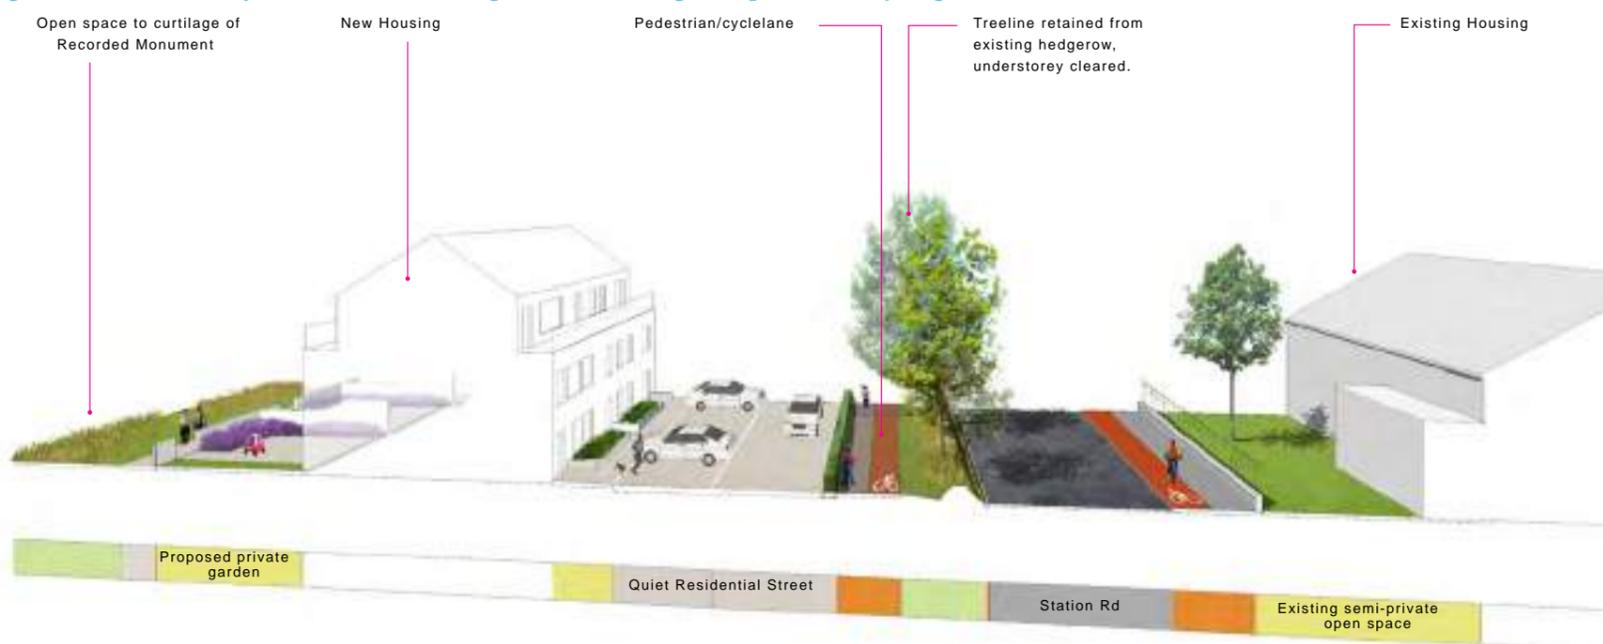 Open space to curtilage of
Recorded Monument
New Housing
Pedestrian/cyclelane
Treeline retained from
existing hedgerow,
understorey cleared.
Existing Housing
Proposed private
garden
Quiet Residential Street
Station Rd
Existing semi-private
open space